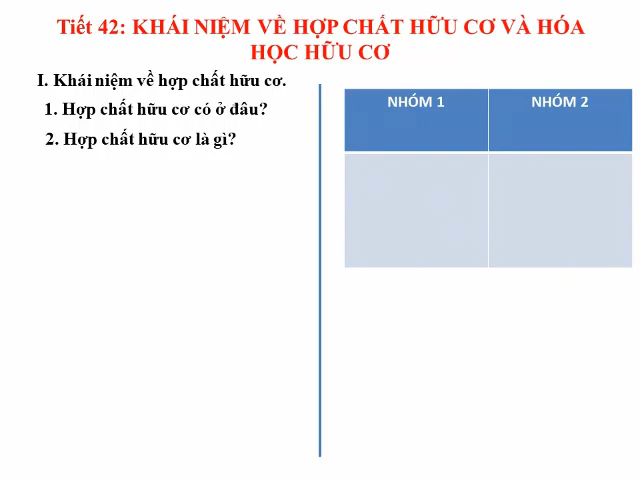 Tiết 42: KHÁI NIỆM VỀ HỢP CHẤT HỮU CƠ VÀ HÓA
HỌC HỮU CƠ
I. Khái niệm về hợp chất hữu cơ.
1. Hợp chất hữu cơ có ở đâu?
2. Hợp chất hữu cơ là gì?
NHÓM 1
NHÓM 2